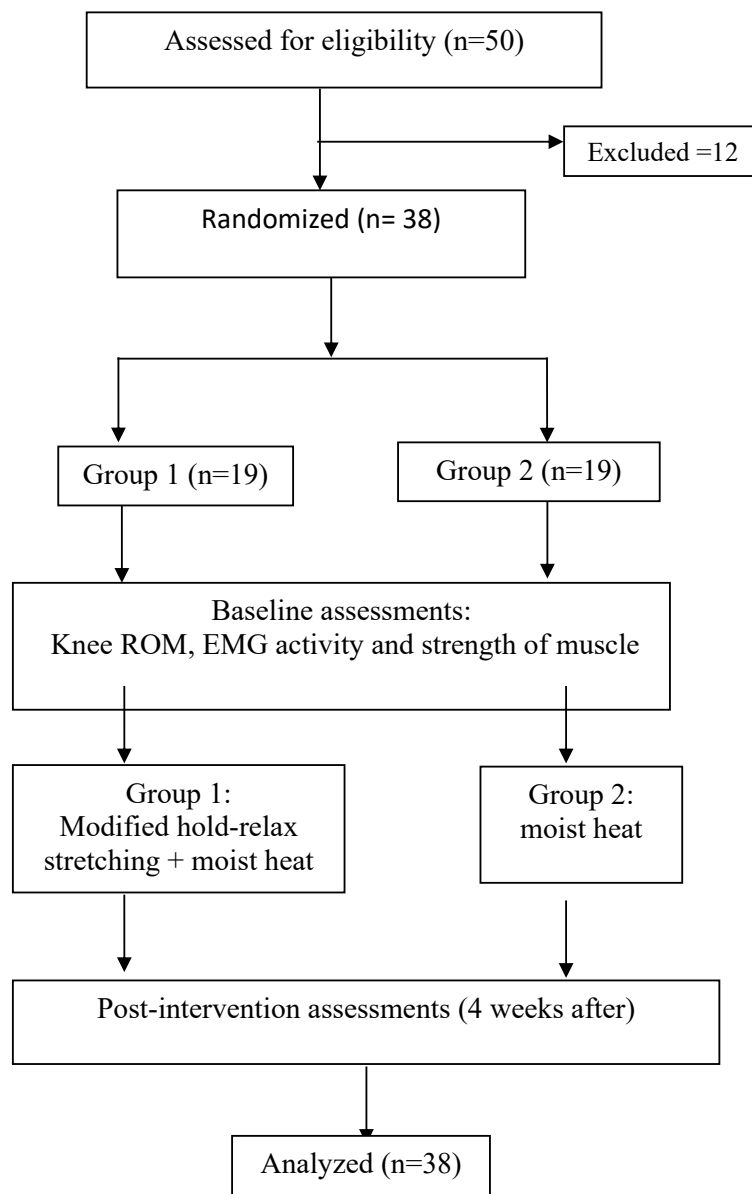 Assessed for eligibility (n=50)
Excluded =12
Randomized (n= 38)
Group 1 (n=19)
Group 2 (n=19)
Baseline assessments:
Knee ROM, EMG activity and strength of muscle
Group 1:
Modified hold-relax
stretching + moist heat
Group 2:
moist heat
Post-intervention assessments (4 weeks after)
Analyzed (n=38)